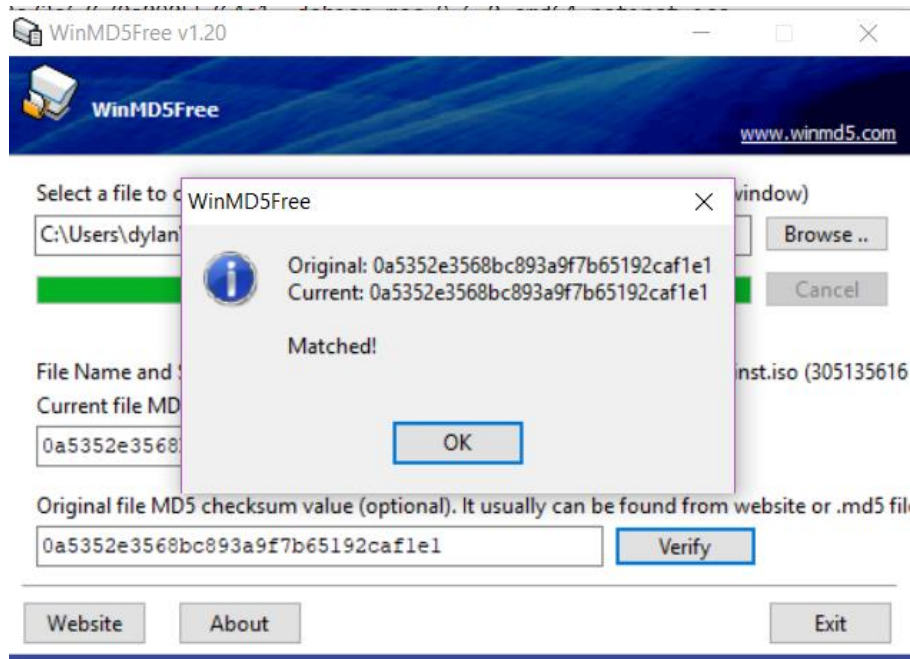 WinMD5Free v1.20
WinMD5Free
www.winmd5.com
Select a file to
WinMD5Free
window)
C:\Users\dylan
Browse ..
Original: 0a5352e3568bc893a9f7b65192caf1e1
Current: 0a5352e3568bc893a9f7b65192caf1e1
Cancel
Matched!
File Name and
inst.iso (305135616
Current file MD
0a5352e3568
OK
Original file MD5 checksum value (optional). It usually can be found from website or .md5 fil
0a5352e3568bc893a9f7b65192caf1e1
Verify
Website
About
Exit